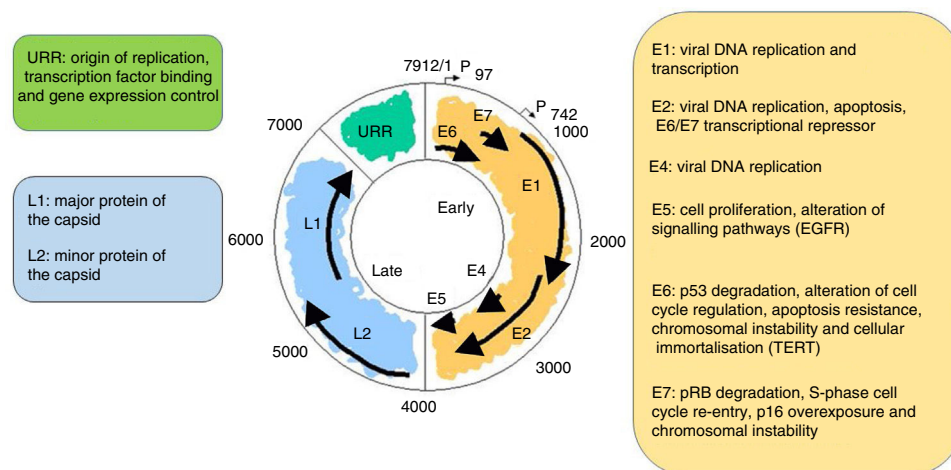 URR: origin of replication,
transcription factor binding
and gene expression control
L1: major protein of
the capsid
L2: minor protein of
the capsid
7912/1 P 97
P 742
1000
2000
3000
4000
5000
6000
7000
URR
E6
E7
E1
Early
E4
E5
E2
Late
L1
L2
E1: viral DNA replication and
transcription
E2: viral DNA replication, apoptosis,
E6/E7 transcriptional repressor
E4: viral DNA replication
E5: cell proliferation, alteration of
signalling pathways (EGFR)
E6: p53 degradation, alteration of cell
cycle regulation, apoptosis resistance,
chromosomal instability and cellular
immortalisation (TERT)
E7: pRB degradation, S-phase cell
cycle re-entry, p16 overexposure and
chromosomal instability